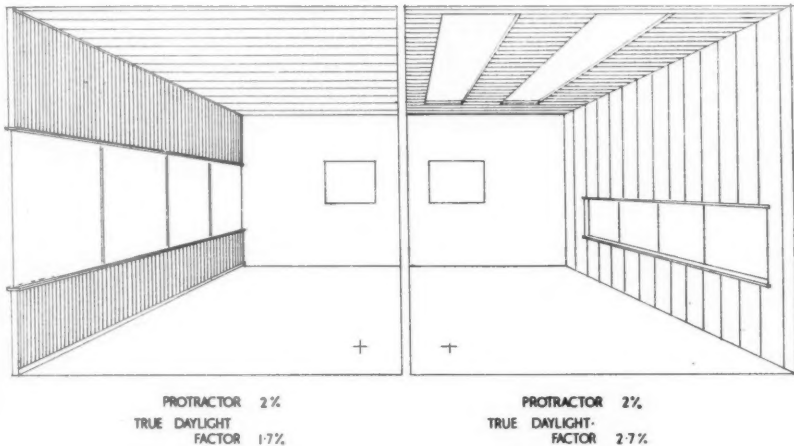 PROTRACTOR 2%
TRUE DAYLIGHT
FACTOR 1·7%
PROTRACTOR 2%
TRUE DAYLIGHT·
FACTOR 2·7%